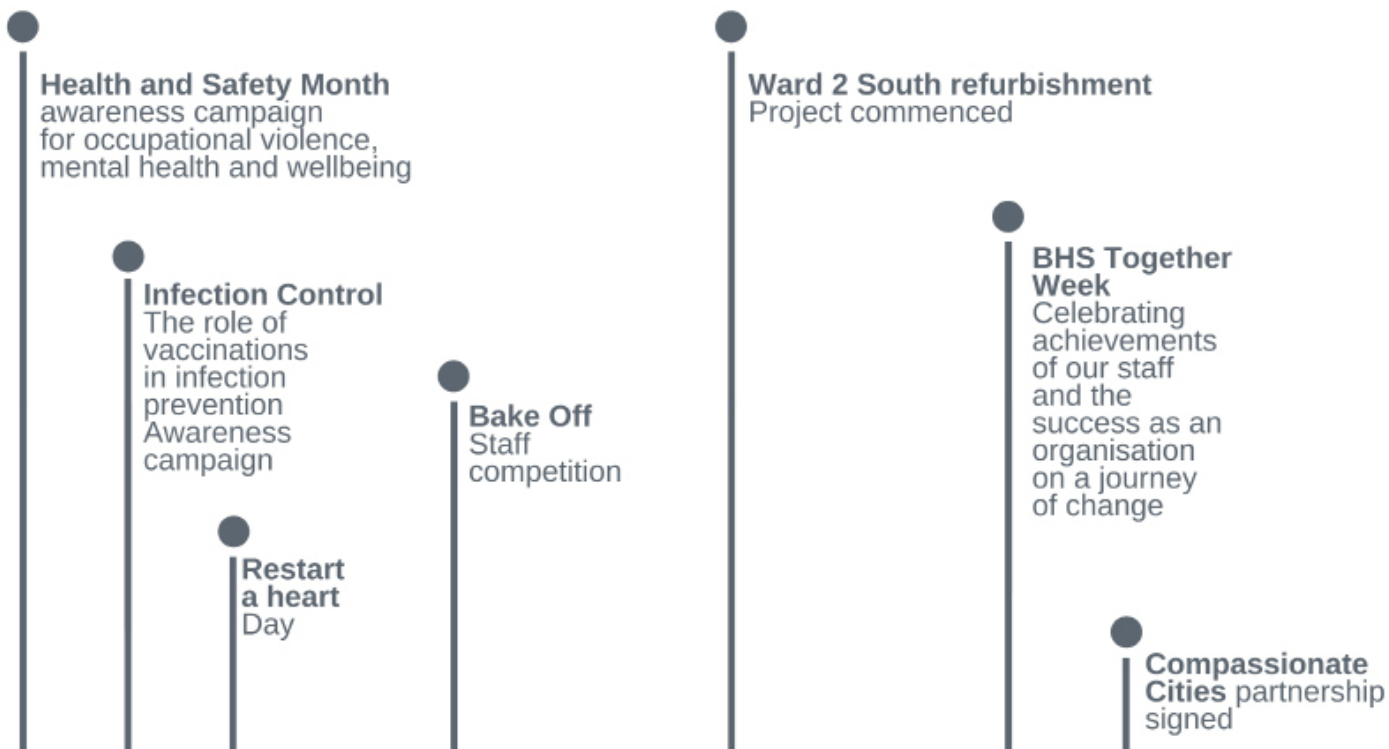 Health and Safety Month
awareness campaign
for occupational violence,
mental health and wellbeing
Infection Control
The role of
vaccinations
in infection
prevention
Awareness
campaign
Restart
a heart
Day
Bake Off
Staff
competition
Ward 2 South refurbishment
Project commenced
BHS Together
Week
Celebrating
achievements
of our staff
and the
success as an
organisation
on a journey
of change
Compassionate
Cities partnership
signed